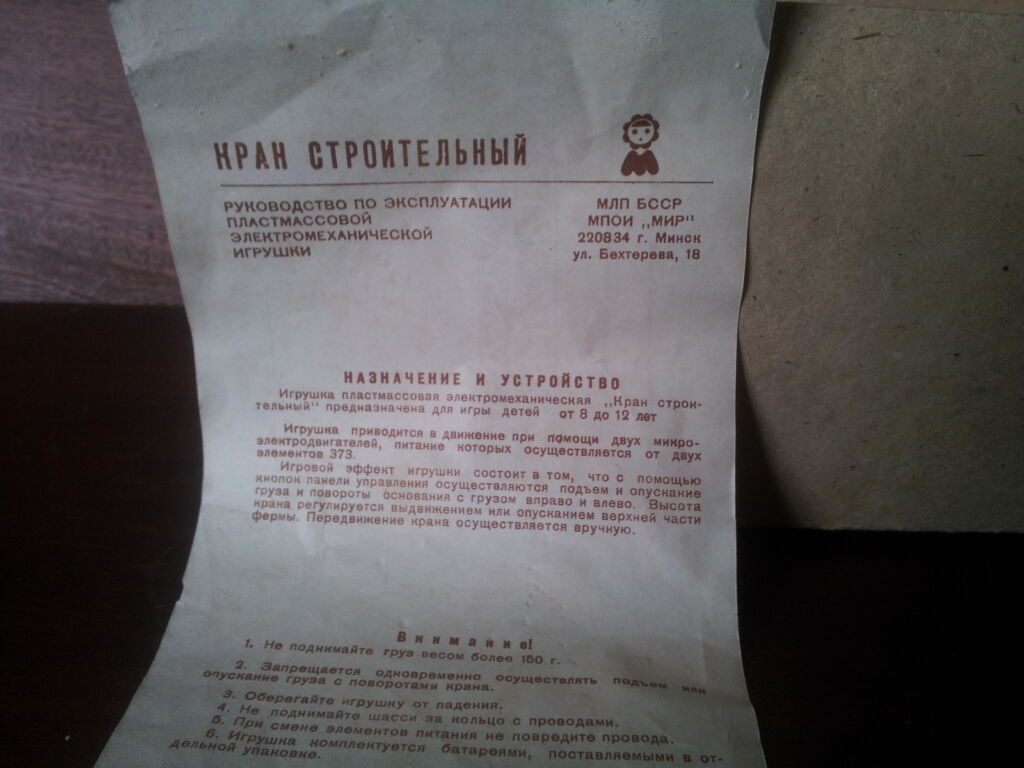 КРАН СТРОИТЕЛЬНЫЙ
РУКОВОДСТВО ПО ЭКСПЛУАТАЦИИ
ПЛАСТМАССОВОЙ
ЭЛЕКТРОМЕХАНИЧЕСКОЙ
ИГРУШКИ
МЛП БССР
МПОИ „МИР"
220834 г. Минск
ул. Бехтерева, 18
НАЗНАЧЕНИЕ И УСТРОЙСТВО
Игрушка пластмассовая электромеханическая „Кран строи-
тельный" предназначена для игры детей от 8 до 12 лет
Игрушка приводится в движение при помощи двух микро-
электродвигателей, питание которых осуществляется от двух
элементов 373.
Игровой эффект игрушки состоит в том, что с помощью
кнопок панели управления осуществляются подъем и опускание
груза и повороты основания с грузом вправо и влево. Высота
крана регулируется выдвижением или опусканием верхней части
фермы. Передвижение крана осуществляется вручную.
Внимание!
1. Не поднимайте груз весом более 150 г.
2. Запрещается одновременно осуществлять подъем или
опускание груза с поворотами крана.
3. Оберегайте игрушку от падения.
4. Не поднимайте шасси за кольцо с проводами.
5. При смене элементов питания не повредите провода.
6. Игрушка комплектуется батареями, поставляемыми в от-
дельной упаковке.